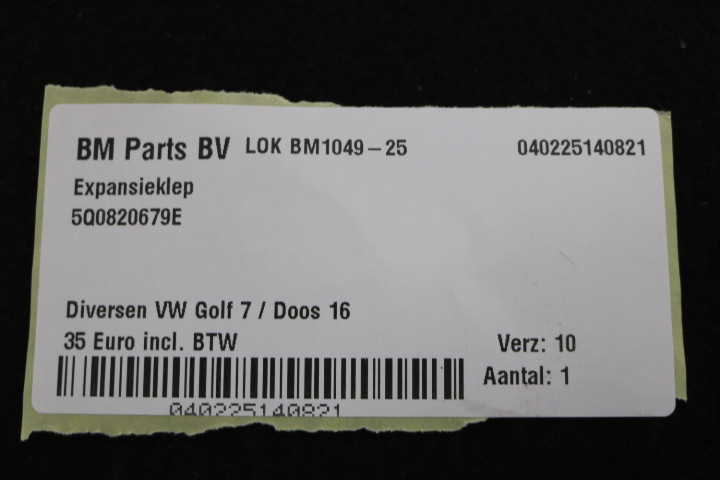 BM Parts BV LOK BM1049-25 040225140821
Expansieklep
5Q0820679E
Diversen VW Golf 7 / Doos 16
35 Euro incl. BTW Verz: 10
Aantal: 1
040225140821